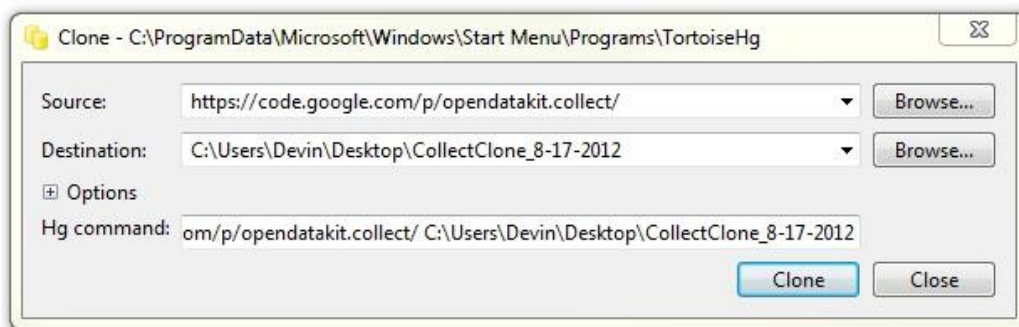 Clone - C:\ProgramData\Microsoft\Windows\Start Menu\Programs\TortoiseHg
Source: https://code.google.com/p/opendatakit.collect/ Browse...
Destination: C:\Users\Devin\Desktop\CollectClone_8-17-2012 Browse...
Options
Hg command: om/p/opendatakit.collect/ C:\Users\Devin\Desktop\CollectClone_8-17-2012
Clone Close